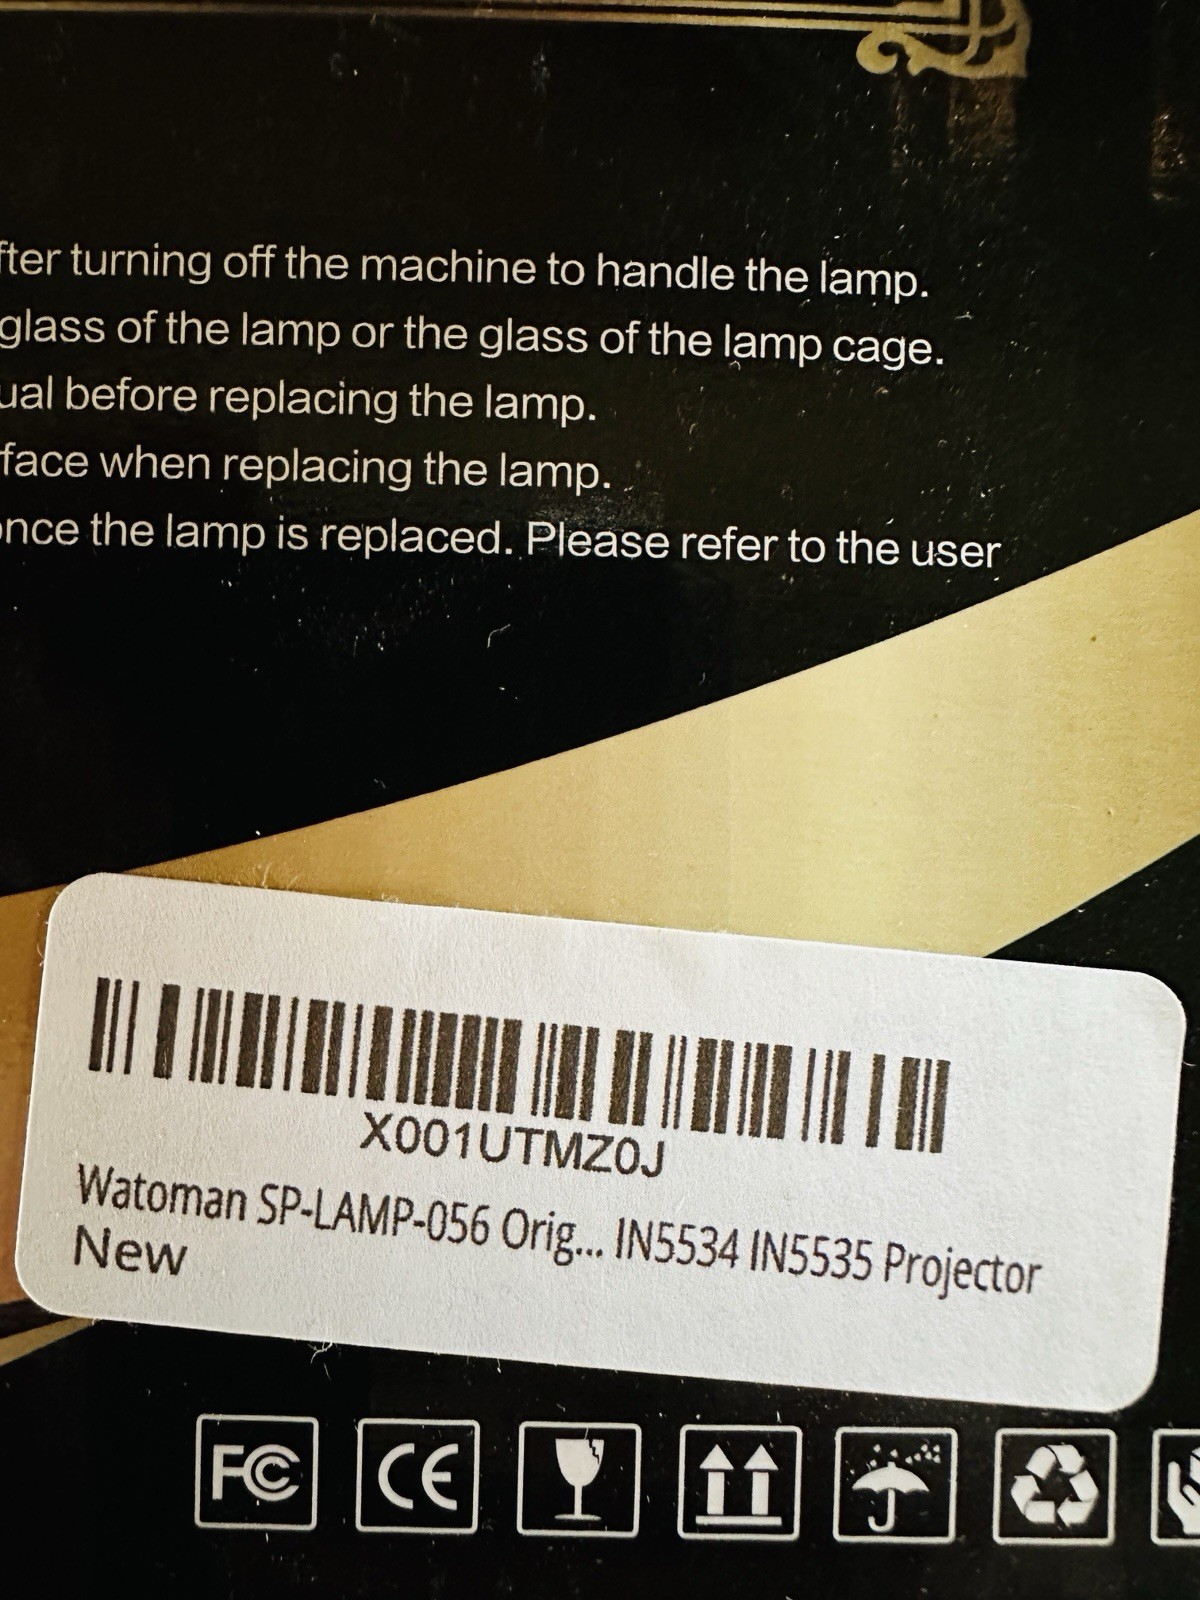 fter turning off the machine to handle the lamp.
glass of the lamp or the glass of the lamp cage.
ual before replacing the lamp.
face when replacing the lamp.
nce the lamp is replaced. Please refer to the user
X001UTMZ0J
Watoman SP-LAMP-056 Orig... IN5534 IN5535 Projector
New
FC CE